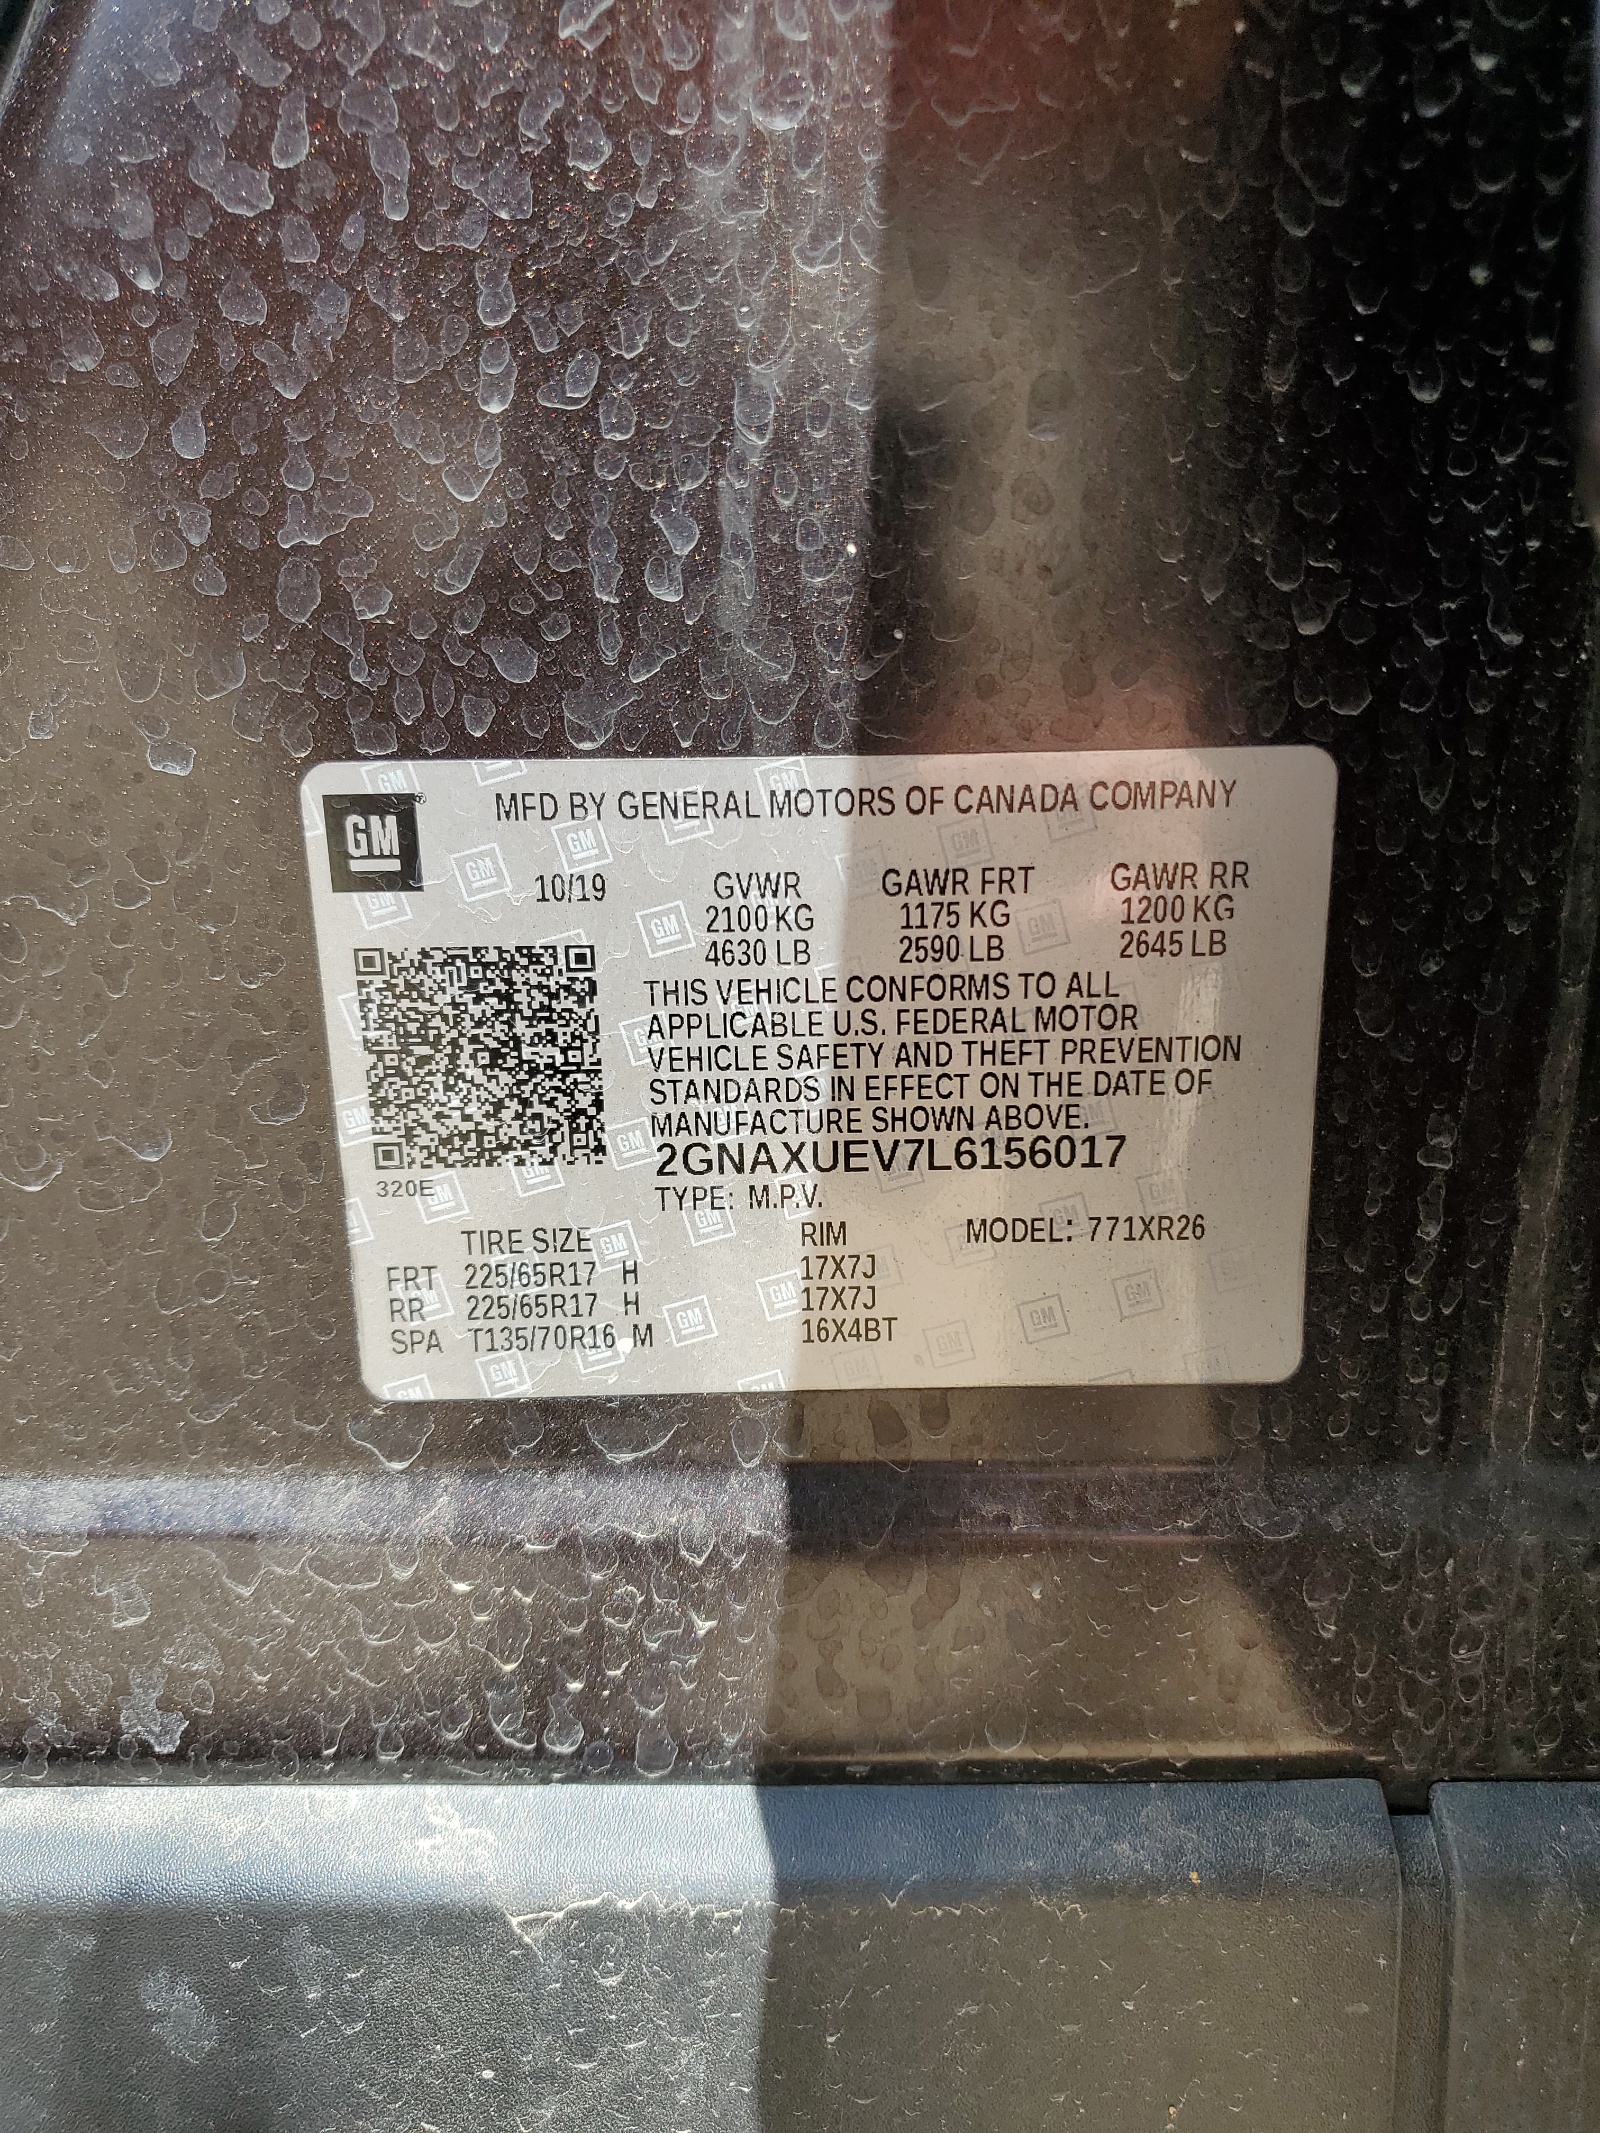 GM
MFD BY GENERAL MOTORS OF CANADA COMPANY
10/19 GVWR GAWR FRT GAWR RR
2100 KG 1175 KG 1200 KG
4630 LB 2590 LB 2645 LB
THIS VEHICLE CONFORMS TO ALL
APPLICABLE U.S. FEDERAL MOTOR
VEHICLE SAFETY AND THEFT PREVENTION
STANDARDS IN EFFECT ON THE DATE OF
MANUFACTURE SHOWN ABOVE.
2GNAXUEV7L6156017
320E TYPE: M.P.V.
TIRE SIZE RIM MODEL: 771XR26
FRT 225/65R17 H 17X7J
RR 225/65R17 H 17X7J
SPA T135/70R16 M 16X4BT